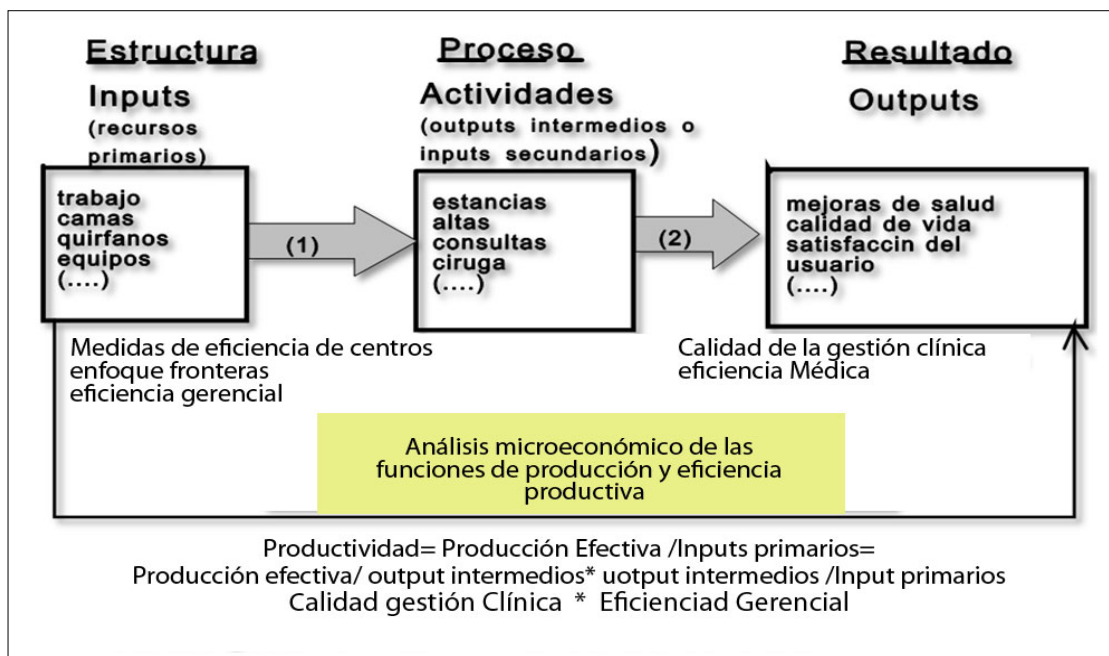 Estructura
Inputs
(recursos
primarios)
trabajo
camas
quirfanos
equipos
(....)
(1)
Proceso
Actividades
(outputs intermedios o
inputs secundarios)
estancias
altas
consultas
ciruga
(....)
(2)
Resultado
Outputs
mejoras de salud
calidad de vida
satisfaccin del
usuario
(....)
Medidas de eficiencia de centros
enfoque fronteras
eficiencia gerencial
Calidad de la gestión clínica
eficiencia Médica
Análisis microeconómico de las
funciones de producción y eficiencia
productiva
Productividad= Producción Efectiva /Inputs primarios=
Producción efectiva/ output intermedios* uotput intermedios /Input primarios
Calidad gestión Clínica * Eficienciad Gerencial